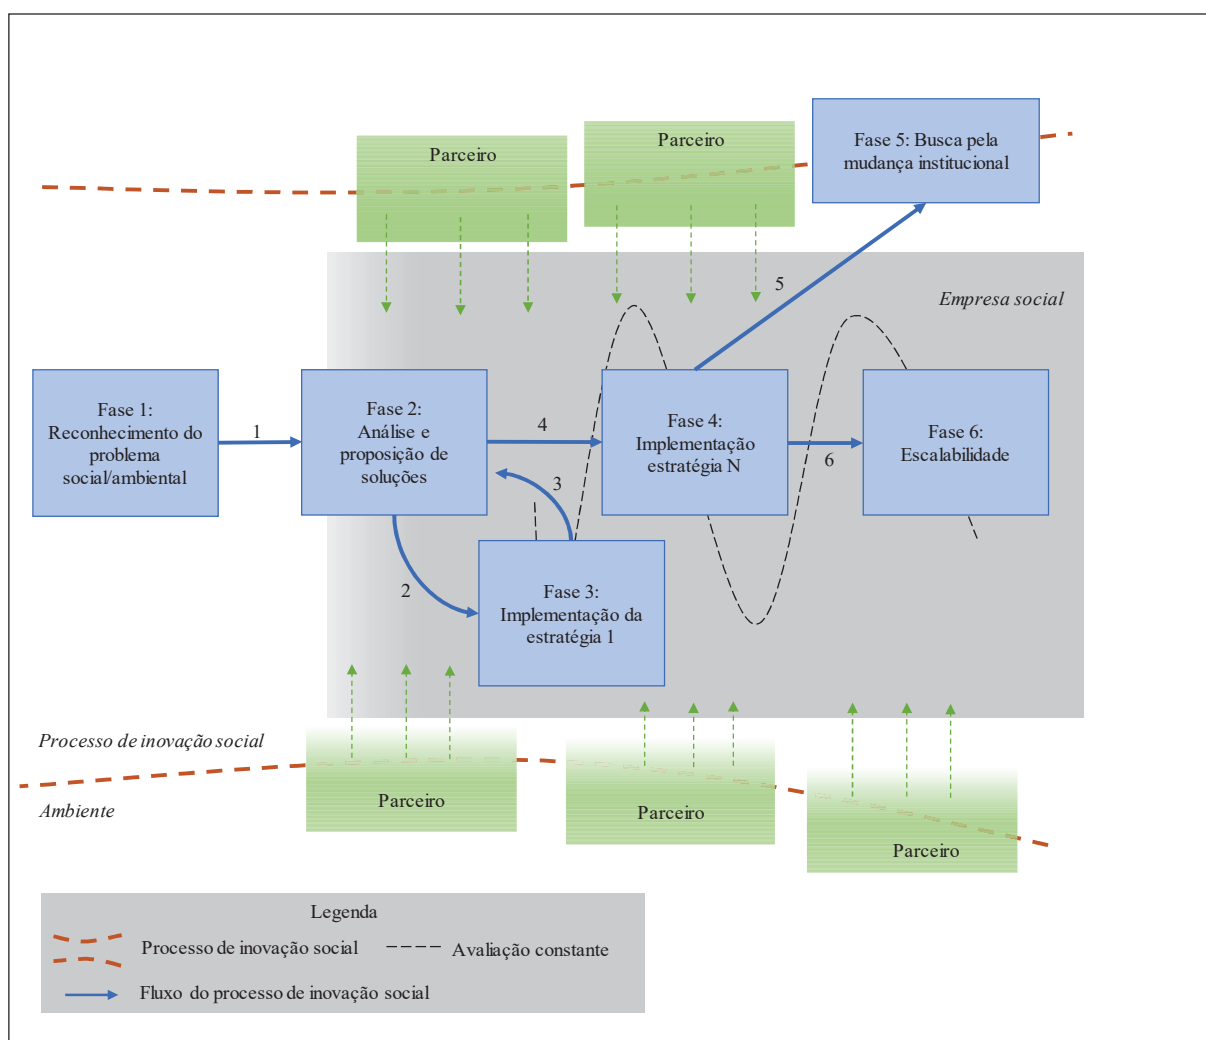 Parceiro
Parceiro
Fase 5: Busca pela
mudança institucional
5
Empresa social
Fase 1:
Reconhecimento do
problema
social/ambiental
1
Fase 2:
Análise e
proposição de
soluções
4
3
2
Fase 3:
Implementação da
estratégia 1
Fase 4:
Implementação
estratégia N
6
Fase 6:
Escalabilidade
Processo de inovação social
Ambiente
Parceiro
Parceiro
Parceiro
Legenda
Processo de inovação social
Avaliação constante
Fluxo do processo de inovação social